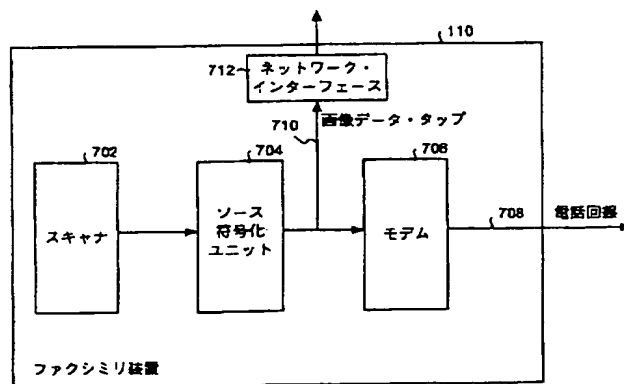 110
712
ネットワーク・
インターフェース
710
画像データ・タップ
702
704
706
708
電話回線
スキャナ
ソース
符号化
ユニット
モデム
ファクシミリ装置